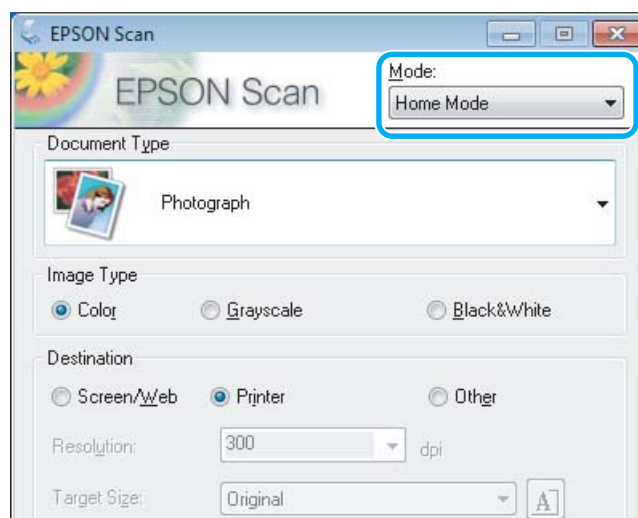 EPSON Scan
EPSON Scan
Mode:
Home Mode
Document Type
Photograph
Image Type
Color Grayscale Black&White
Destination
Screen/Web Printer Other
Resolution: 300 dpi
Target Size: Original A